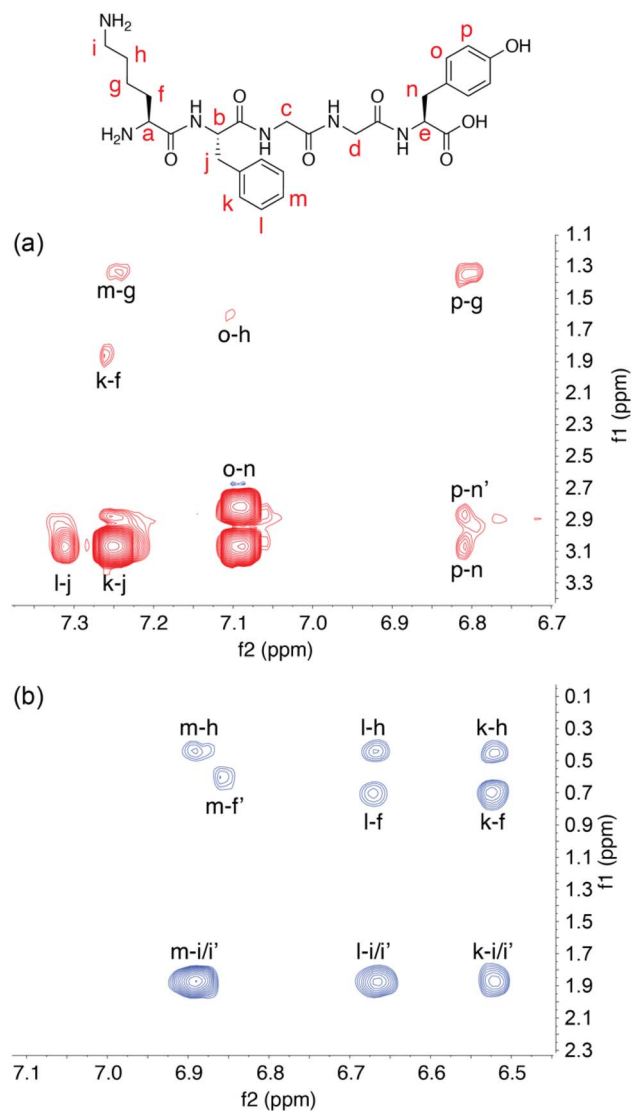 NH2
i
h
g
f
H2N
a
O
H
N
b
j
k
l
m
O
N
H
c
O
H
N
d
O
N
H
n
e
O
OH
o
p
OH
(a)
m-g
p-g
o-h
k-f
o-n
p-n’
p-n
l-j
k-j
1.1
1.3
1.5
1.7
1.9
2.1
2.3
2.5
2.7
2.9
3.1
3.3
f1 (ppm)
7.3 7.2 7.1 7.0 6.9 6.8 6.7
f2 (ppm)
(b)
m-h l-h k-h
m-f’
l-f k-f
m-i/i’ l-i/i’ k-i/i’
0.1
0.3
0.5
0.7
0.9
1.1
1.3
1.5
1.7
1.9
2.1
2.3
f1 (ppm)
7.1 7.0 6.9 6.8 6.7 6.6 6.5
f2 (ppm)